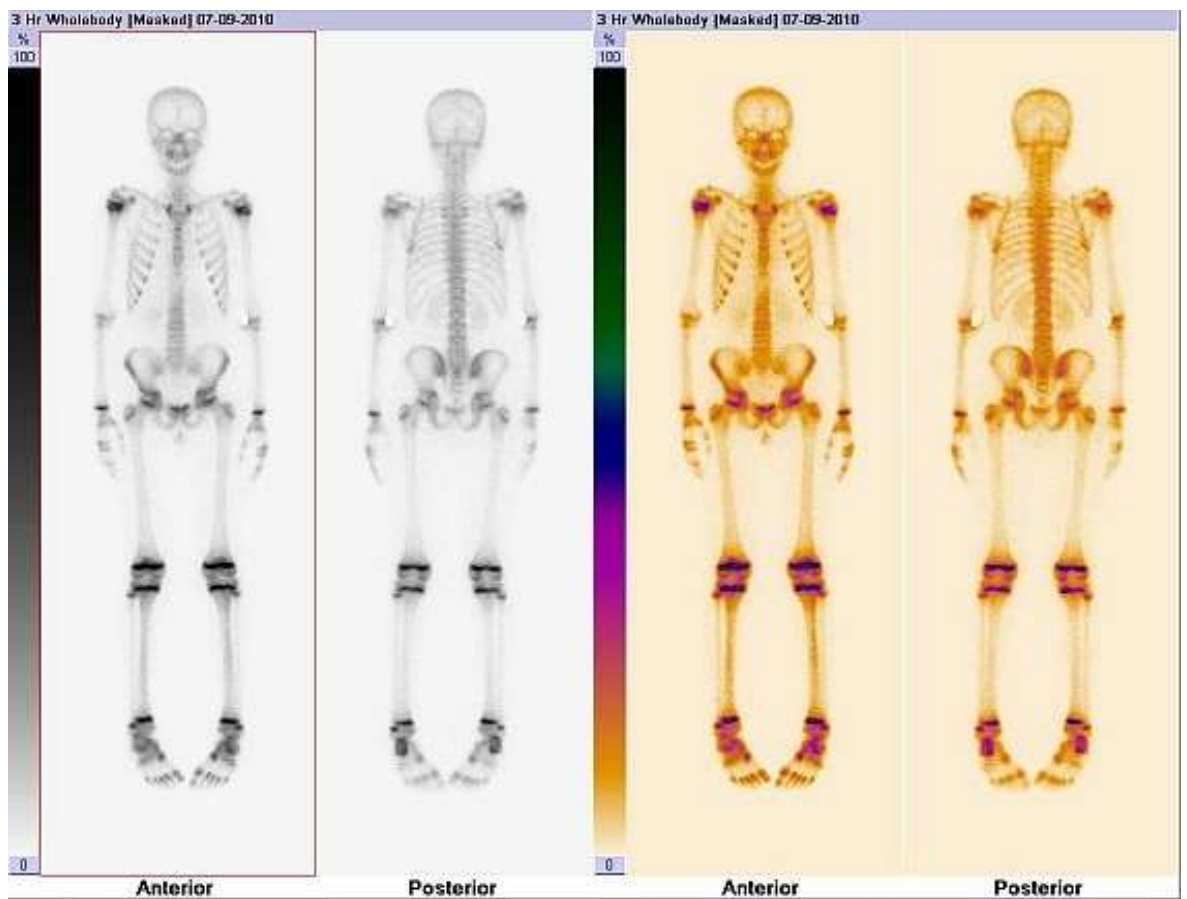 3 Hr Wholebody [Masked] 07-09-2010
%
100
0
Anterior
Posterior
3 Hr Wholebody [Masked] 07-09-2010
%
100
0
Anterior
Posterior